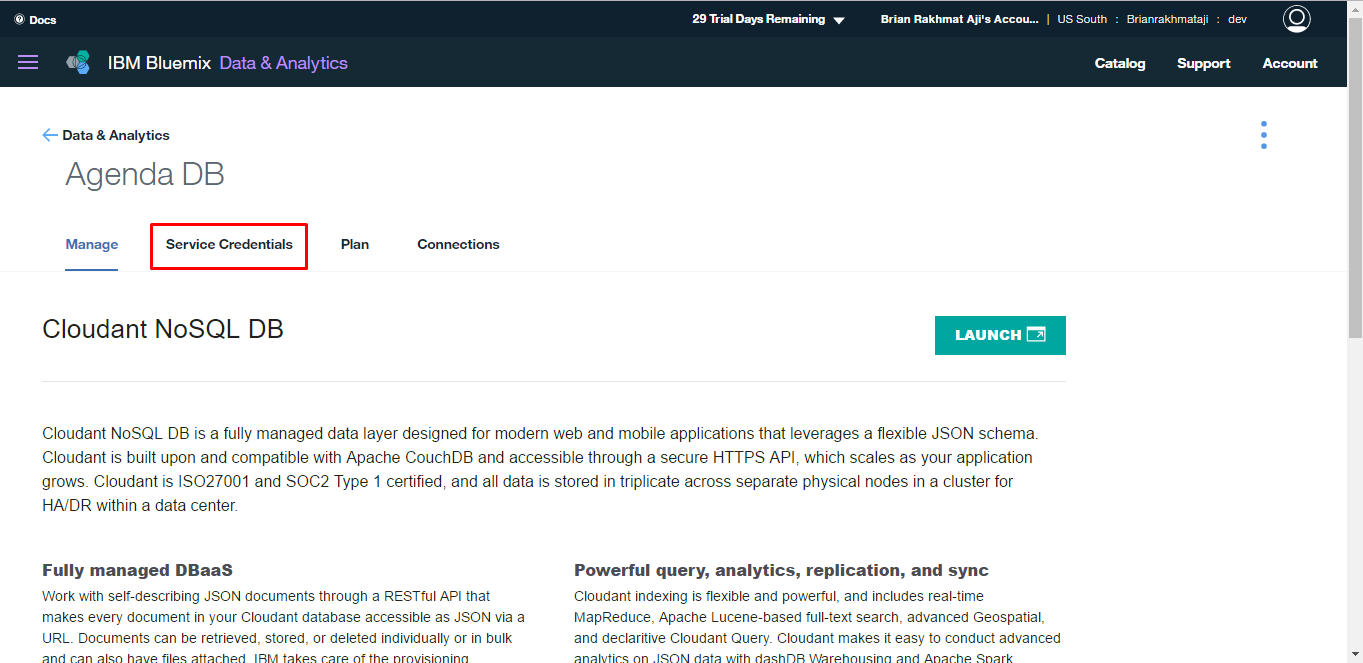 Docs
29 Trial Days Remaining
Brian Rakhmat Aji's Accou... | US South : Brianrakhmataji : dev
IBM Bluemix Data & Analytics
Catalog Support Account
Data & Analytics
Agenda DB
Manage Service Credentials Plan Connections
Cloudant NoSQL DB
LAUNCH
Cloudant NoSQL DB is a fully managed data layer designed for modern web and mobile applications that leverages a flexible JSON schema.
Cloudant is built upon and compatible with Apache CouchDB and accessible through a secure HTTPS API, which scales as your application
grows. Cloudant is ISO27001 and SOC2 Type 1 certified, and all data is stored in triplicate across separate physical nodes in a cluster for
HA/DR within a data center.
Fully managed DBaaS
Work with self-describing JSON documents through a RESTful API that
makes every document in your Cloudant database accessible as JSON via a
URL. Documents can be retrieved, stored, or deleted individually or in bulk
and can also have files attached. IBM takes care of the provisioning
Powerful query, analytics, replication, and sync
Cloudant indexing is flexible and powerful, and includes real-time
MapReduce, Apache Lucene-based full-text search, advanced Geospatial,
and declaritive Cloudant Query. Cloudant makes it easy to conduct advanced
analytics on JSON data with dashDB Warehousing and Apache Spark